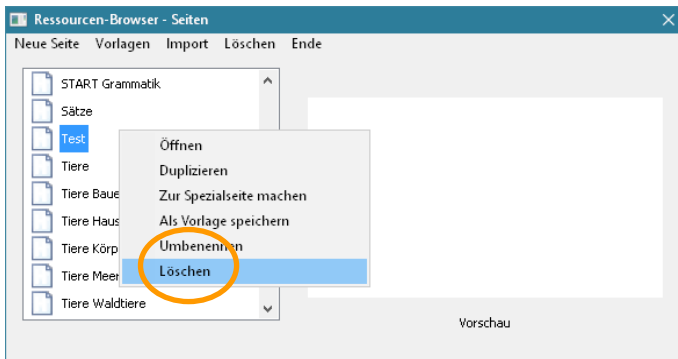 Ressourcen-Browser - Seiten
Neue Seite Vorlagen Import Löschen Ende
START Grammatik
Sätze
Test
Tiere
Tiere Baue
Tiere Haus
Tiere Körp
Tiere Meer
Tiere Waldtiere
Öffnen
Duplizieren
Zur Spezialseite machen
Als Vorlage speichern
Umbenennen
Löschen
Vorschau